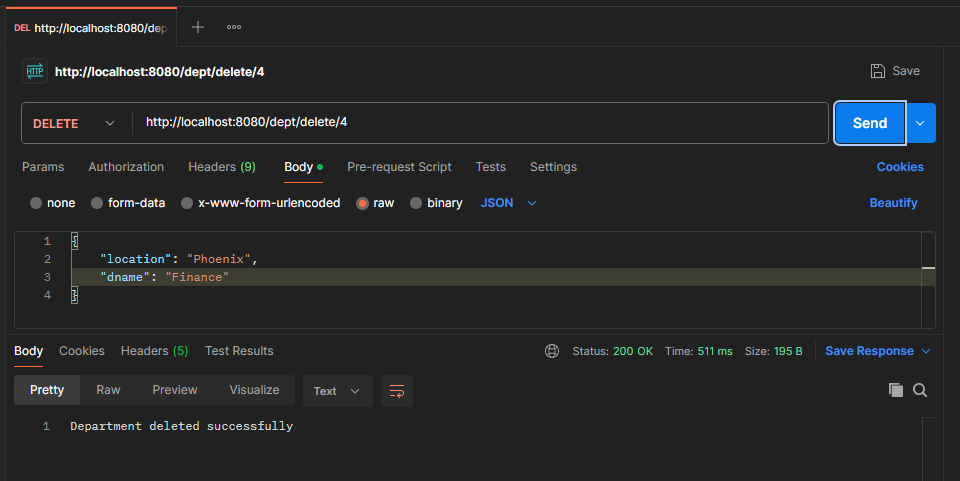 DEL http://localhost:8080/dep
HTTP http://localhost:8080/dept/delete/4 Save
DELETE http://localhost:8080/dept/delete/4 Send
Params Authorization Headers (9) Body Pre-request Script Tests Settings Cookies
none form-data x-www-form-urlencoded raw binary JSON Beautify
1 {
2 "location": "Phoenix",
3 "dname": "Finance"
4 }
Body Cookies Headers (5) Test Results Status: 200 OK Time: 511 ms Size: 195 B Save Response
Pretty Raw Preview Visualize Text
1 Department deleted successfully